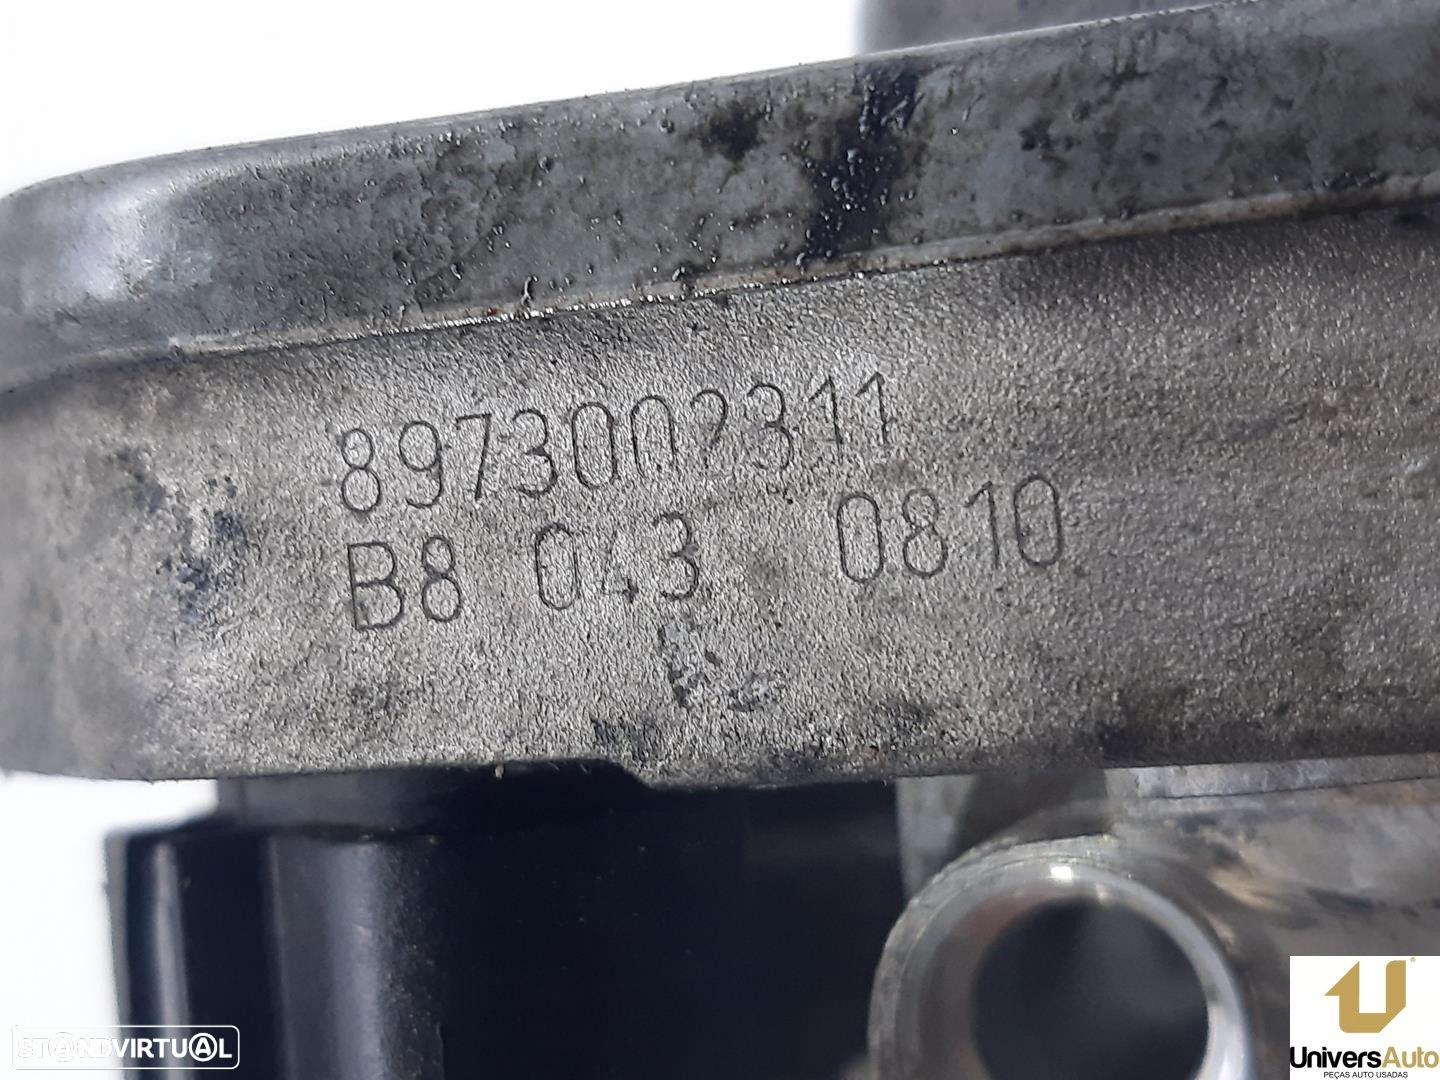 8973002311
B8 043 0810
STANDVIRTUAL
UniversAuto
PEÇAS AUTO USADAS